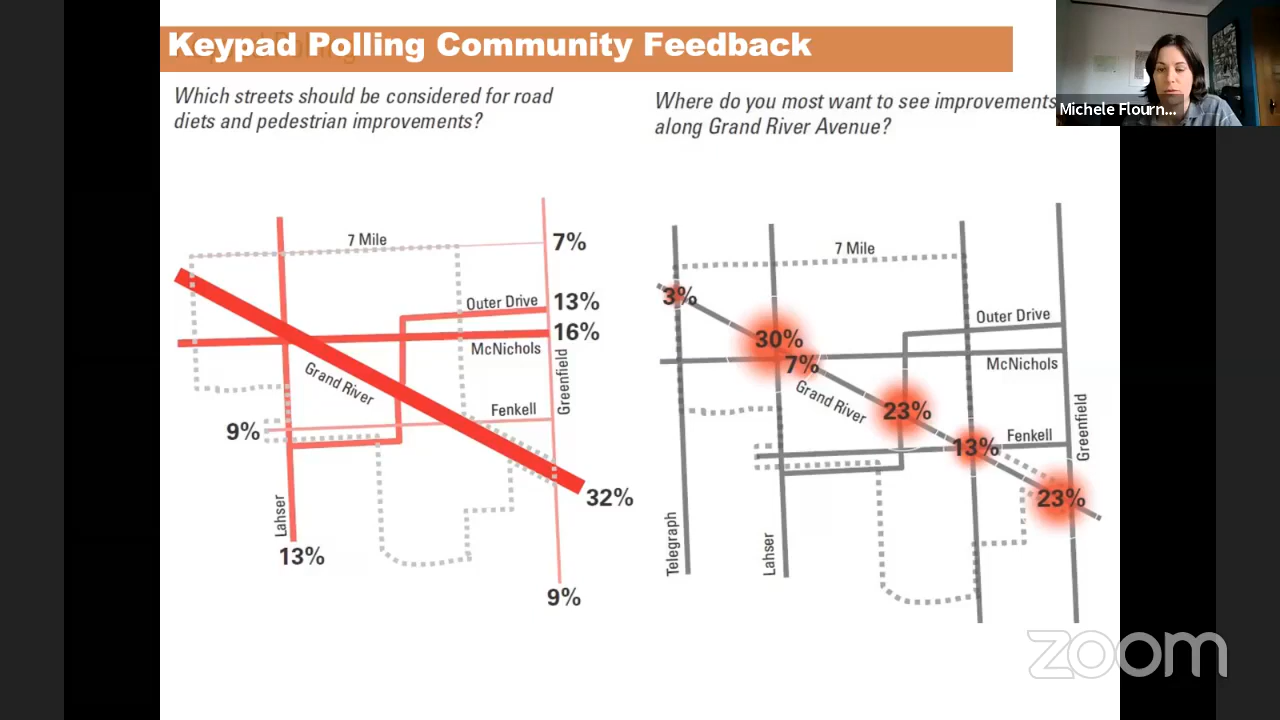 Keypad Polling Community Feedback
Michele Flourn...
Which streets should be considered for road
diets and pedestrian improvements?
Where do you most want to see improvements
along Grand River Avenue?
7 Mile
7%
Outer Drive
13%
16%
McNichols
Grand River
Greenfield
Fenkell
9%
32%
Lahser
13%
9%
7 Mile
3%
Outer Drive
30%
7%
McNichols
Grand River
23%
Greenfield
Fenkell
13%
23%
Telegraph
Lahser
zoom